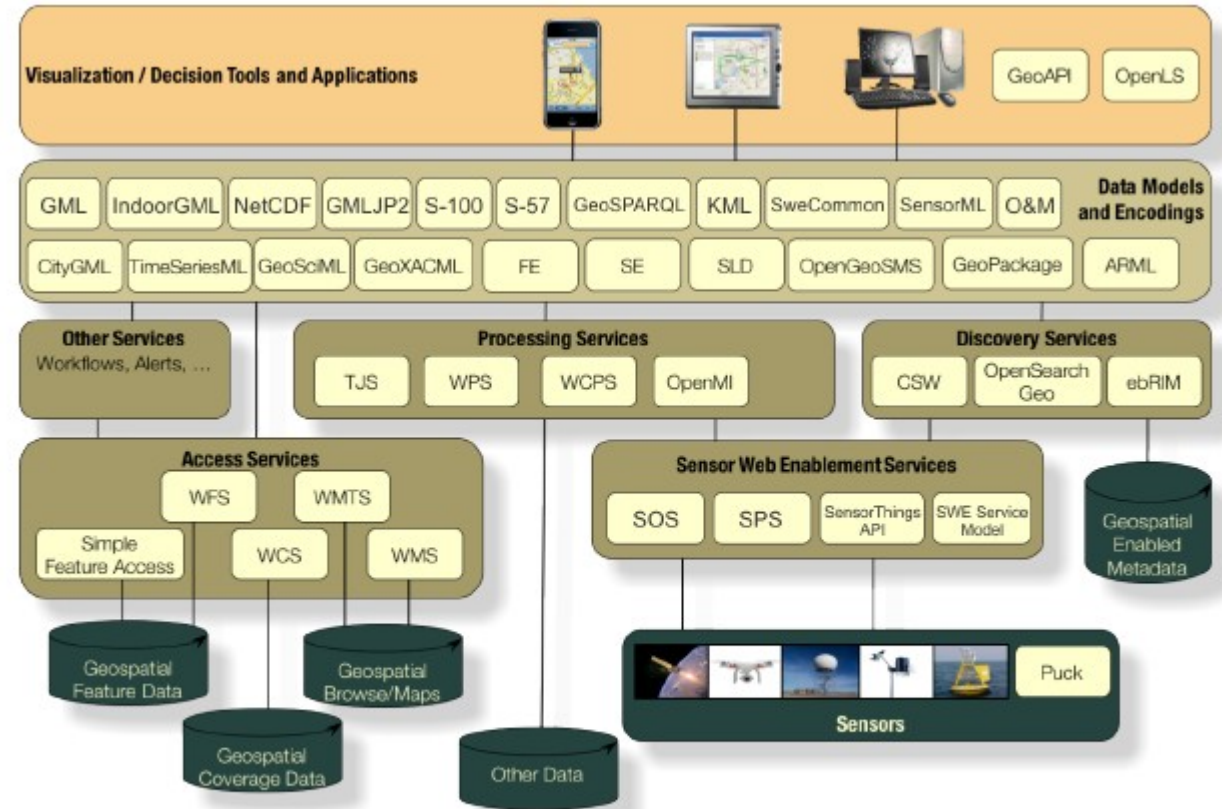 Visualization / Decision Tools and Applications
GeoAPI
OpenLS
Data Models
and Encodings
GML
IndoorGML
NetCDF
GMLJP2
S-100
S-57
GeoSPARQL
KML
SweCommon
SensorML
O&M
CityGML
TimeSeriesML
GeoSciML
GeoXACML
FE
SE
SLD
OpenGeoSMS
GeoPackage
ARML
Other Services
Workflows, Alerts, ...
Processing Services
TJS
WPS
WCPS
OpenMI
Discovery Services
CSW
OpenSearch
Geo
ebRIM
Access Services
WFS
WMTS
Simple
Feature Access
WCS
WMS
Sensor Web Enablement Services
SOS
SPS
SensorThings
API
SWE Service
Model
Geospatial
Enabled
Metadata
Geospatial
Feature Data
Geospatial
Browse/Maps
Geospatial
Coverage Data
Other Data
Puck
Sensors